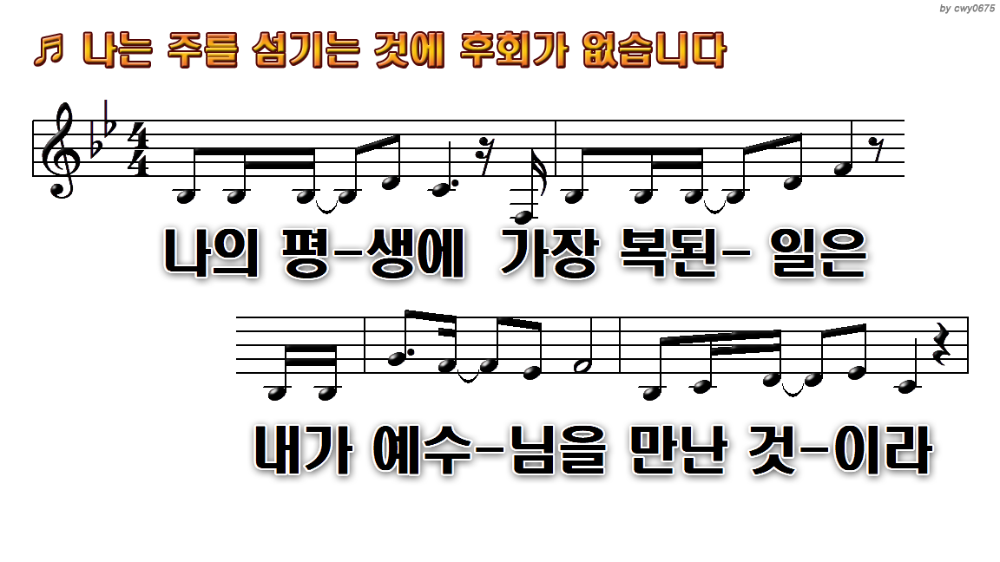 by cwy0675
♬ 나는 주를 섬기는 것에 후회가 없습니다
4
4
나의 평-생에 가장 복된- 일은
내가 예수-님을 만난 것-이라